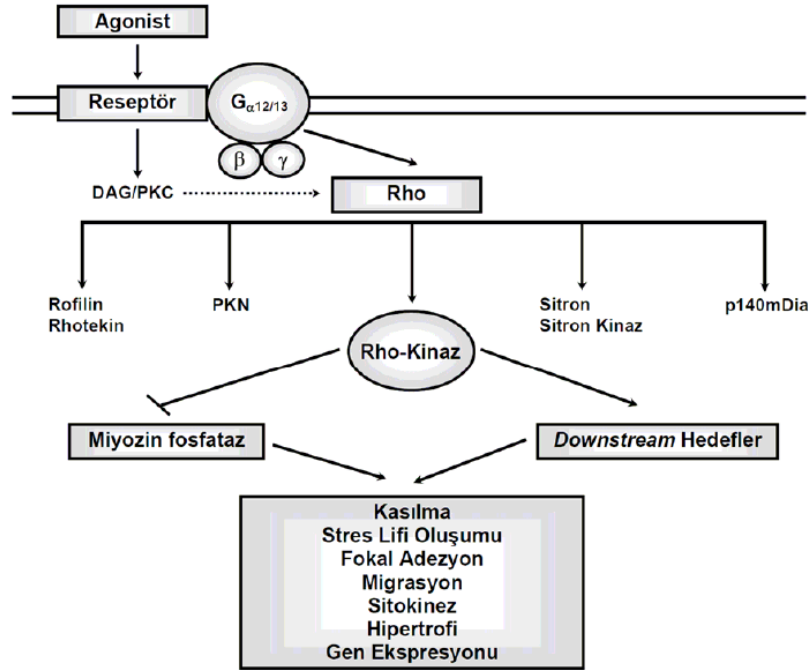 Agonist
Reseptör
Gα12/13
β
γ
DAG/PKC
Rho
Rofilin
Rhotekin
PKN
Sitron
Sitron Kinaz
p140mDia
Rho-Kinaz
Miyozin fosfataz
Downstream Hedefler
Kasılma
Stres Lifi Oluşumu
Fokal Adezyon
Migrasyon
Sitokinez
Hipertrofi
Gen Ekspresyonu